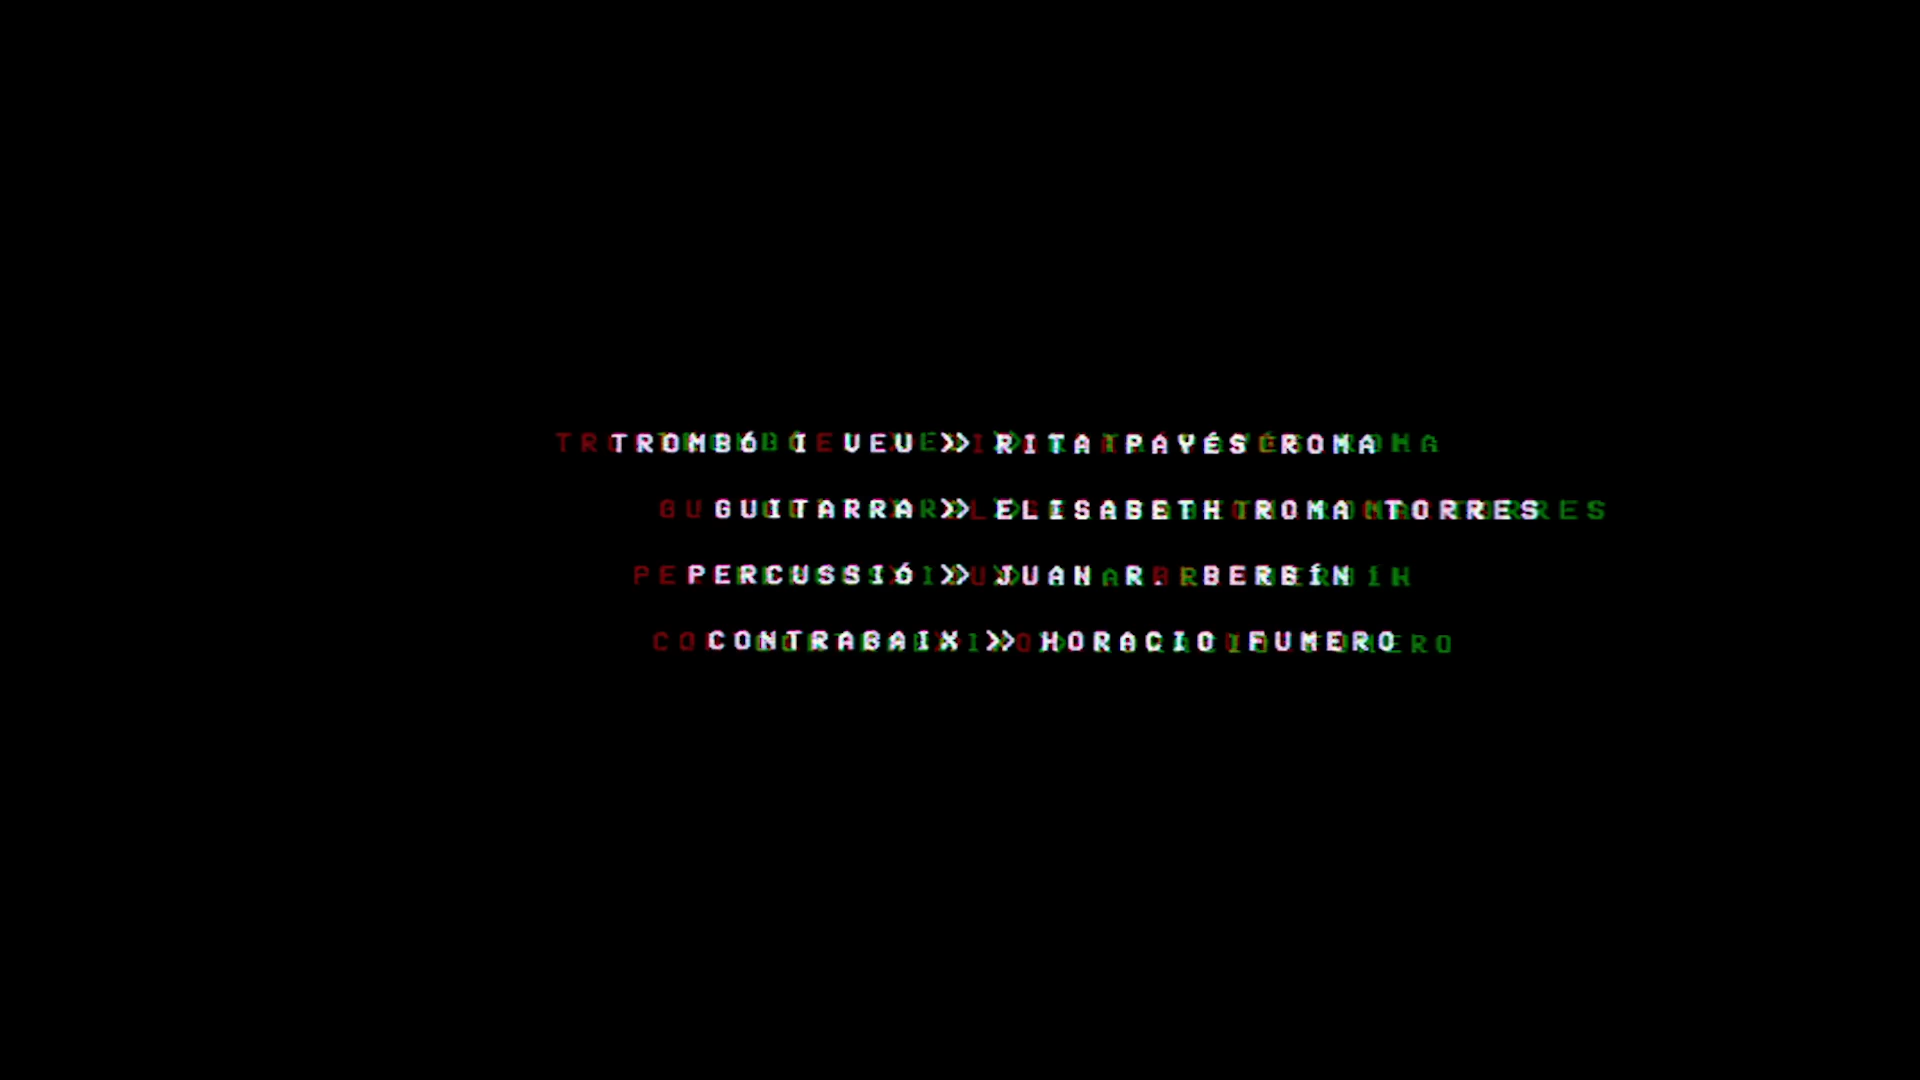 TROMBÓ I VEU >> RITA PAYÉS ROMA
GUITARRA >> ELISABETH ROMA TORRES
PERCUSSIÓ >> JUAN R. BERBÍN
CONTRABAIX >> HORACIO FUMERO